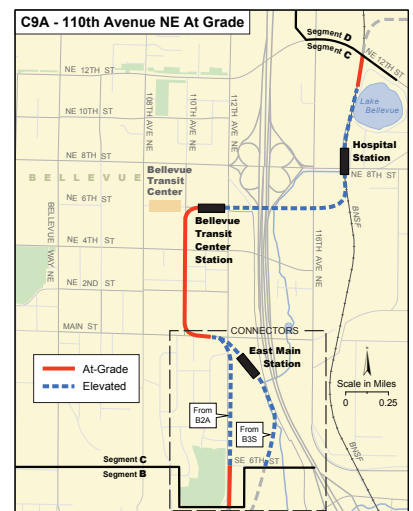 C9A - 110th Avenue NE At Grade
Segment D
Segment C
NE 12TH ST
NE 12TH ST
108TH AVE NE
110TH AVE NE
112TH AVE NE
NE 10TH ST
Lake
Bellevue
Hospital
Station
NE 8TH ST
NE 8TH ST
Bellevue
Transit
Center
BELLEVUE
NE 6TH ST
BNSF
Bellevue
Transit
Center
Station
BELLEVUE WAY NE
116TH AVE NE
NE 4TH ST
NE 2ND ST
MAIN ST
CONNECTORS
East Main
Station
At-Grade
Elevated
Scale in Miles
0 0.25
From
B2A
From
B3S
BNSF
SE 6TH ST
Segment C
Segment B